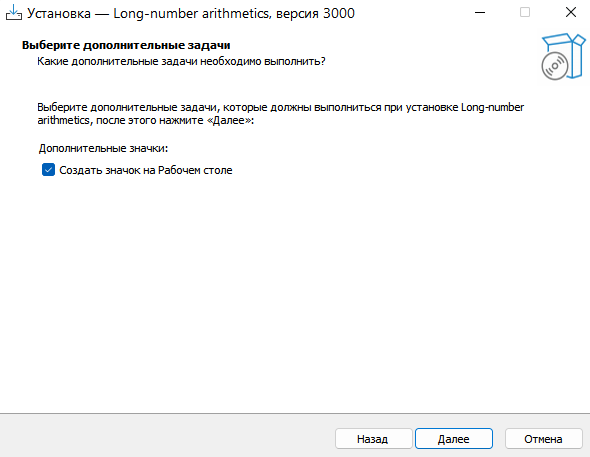 Установка — Long-number arithmetics, версия 3000
Выберите дополнительные задачи
Какие дополнительные задачи необходимо выполнить?
Выберите дополнительные задачи, которые должны выполниться при установке Long-number
arithmetics, после этого нажмите «Далее»:
Дополнительные значки:
Создать значок на Рабочем столе
Назад
Далее
Отмена